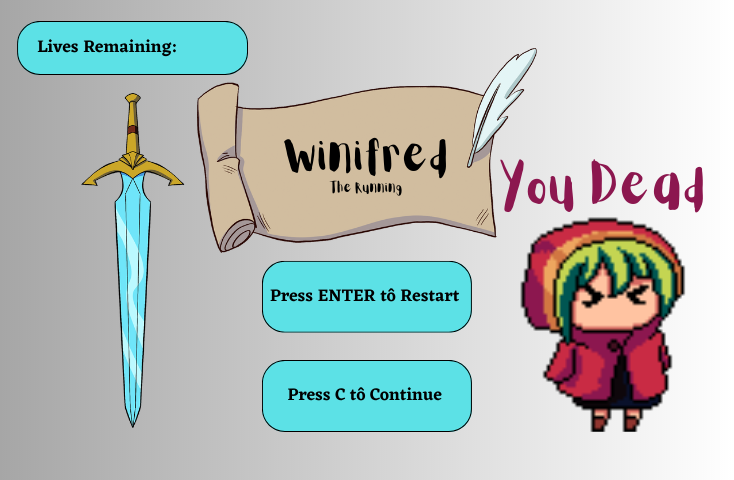 Lives Remaining:
Winifred
The Running
You Dead
Press ENTER tô Restart
Press C tô Continue